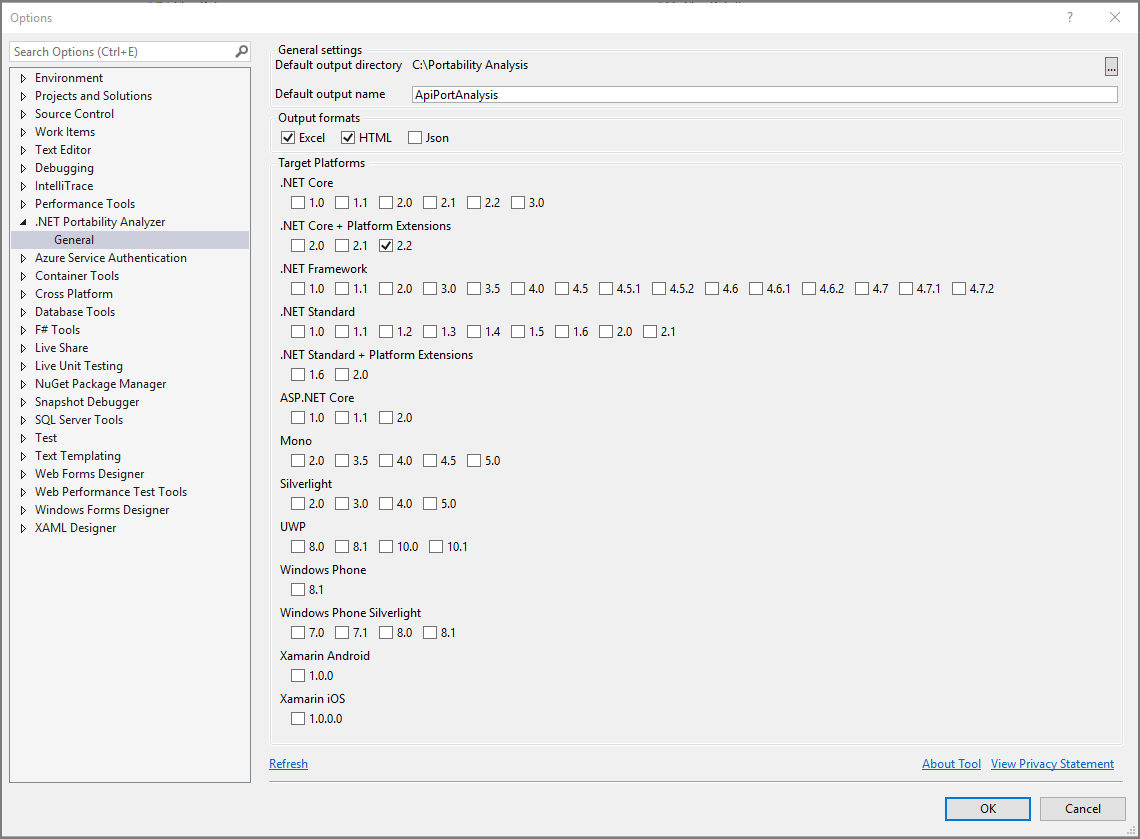 Options
?
Search Options (Ctrl+E)
Environment
Projects and Solutions
Source Control
Work Items
Text Editor
Debugging
IntelliTrace
Performance Tools
.NET Portability Analyzer
General
Azure Service Authentication
Container Tools
Cross Platform
Database Tools
F# Tools
Live Share
Live Unit Testing
NuGet Package Manager
Snapshot Debugger
SQL Server Tools
Test
Text Templating
Web Forms Designer
Web Performance Test Tools
Windows Forms Designer
XAML Designer
General settings
Default output directory C:\Portability Analysis ...
Default output name ApiPortAnalysis
Output formats
Excel HTML Json
Target Platforms
.NET Core
1.0 1.1 2.0 2.1 2.2 3.0
.NET Core + Platform Extensions
2.0 2.1 2.2
.NET Framework
1.0 1.1 2.0 3.0 3.5 4.0 4.5 4.5.1 4.5.2 4.6 4.6.1 4.6.2 4.7 4.7.1 4.7.2
.NET Standard
1.0 1.1 1.2 1.3 1.4 1.5 1.6 2.0 2.1
.NET Standard + Platform Extensions
1.6 2.0
ASP.NET Core
1.0 1.1 2.0
Mono
2.0 3.5 4.0 4.5 5.0
Silverlight
2.0 3.0 4.0 5.0
UWP
8.0 8.1 10.0 10.1
Windows Phone
8.1
Windows Phone Silverlight
7.0 7.1 8.0 8.1
Xamarin Android
1.0.0
Xamarin iOS
1.0.0.0
Refresh About Tool View Privacy Statement
OK Cancel